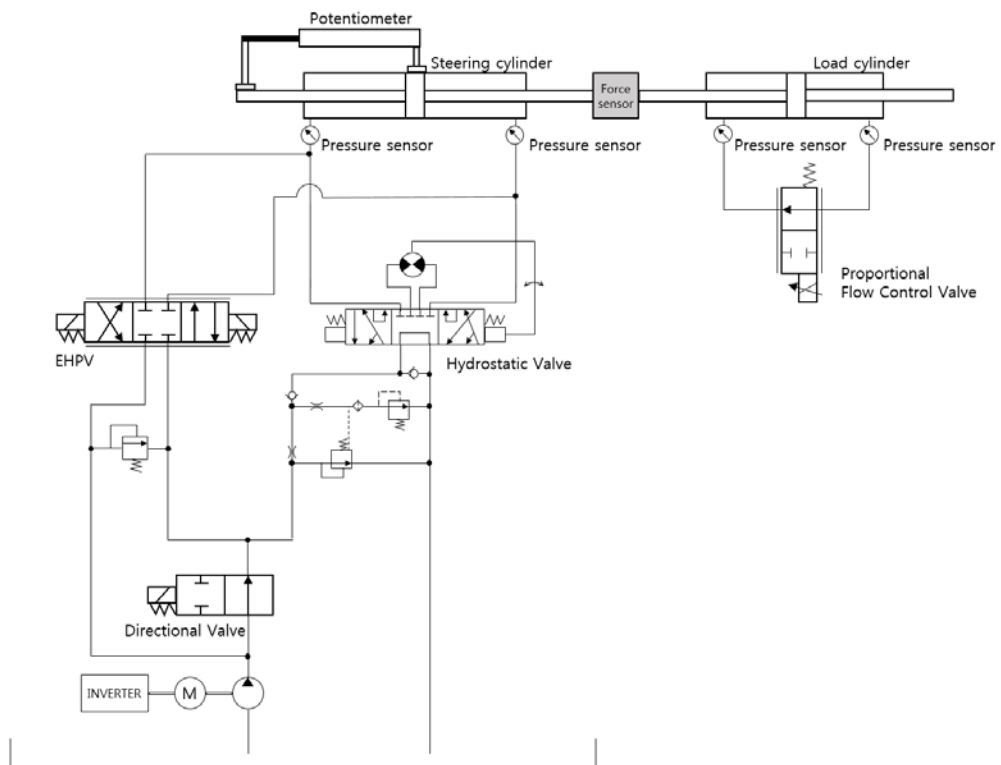 Potentiometer
Steering cylinder
Load cylinder
Force
sensor
Pressure sensor
Pressure sensor
Pressure sensor
Pressure sensor
Proportional
Flow Control Valve
EHPV
Hydrostatic Valve
Directional Valve
INVERTER
M